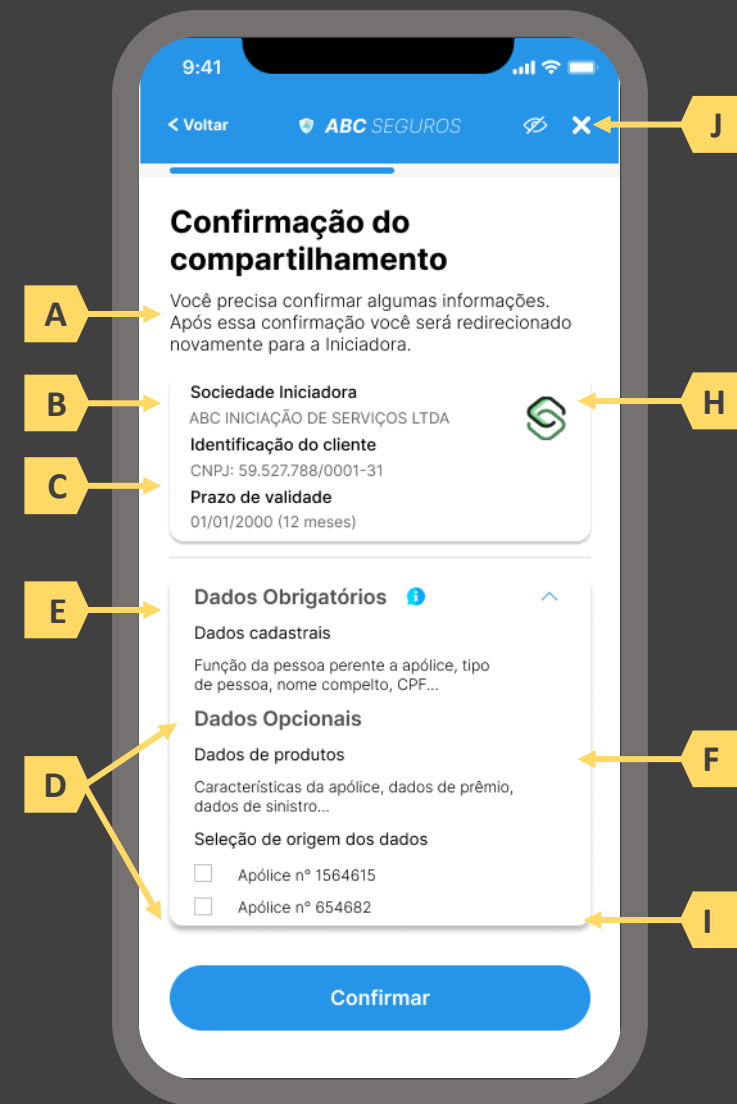 9:41
< Voltar
ABC SEGUROS
J
Confirmação do
compartilhamento
A
Você precisa confirmar algumas informações.
Após essa confirmação você será redirecionado
novamente para a Iniciadora.
B
Sociedade Iniciadora
H
ABC INICIAÇÃO DE SERVIÇOS LTDA
Identificação do cliente
CNPJ: 59.527.788/0001-31
C
Prazo de validade
01/01/2000 (12 meses)
E
Dados Obrigatórios
Dados cadastrais
Função da pessoa perente a apólice, tipo
de pessoa, nome compelto, CPF...
Dados Opcionais
Dados de produtos
F
D
Características da apólice, dados de prêmio,
dados de sinistro...
Seleção de origem dos dados
Apólice nº 1564615
Apólice nº 654682
I
Confirmar